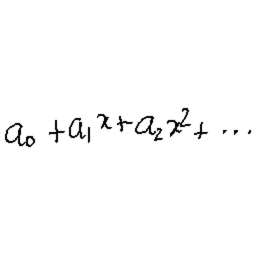 a₀ + a₁x + a₂x² + ⋯